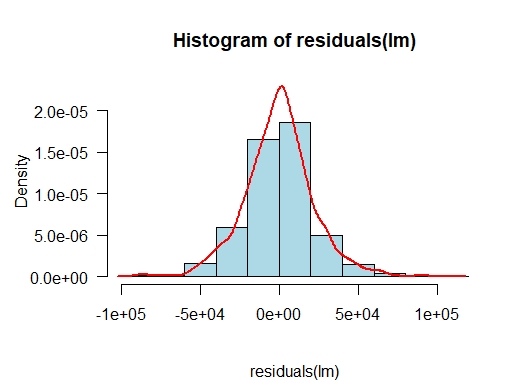 Histogram of residuals(lm)
Density
2.0e-05
1.5e-05
1.0e-05
5.0e-06
0.0e+00
-1e+05 -5e+04 0e+00 5e+04 1e+05
residuals(lm)